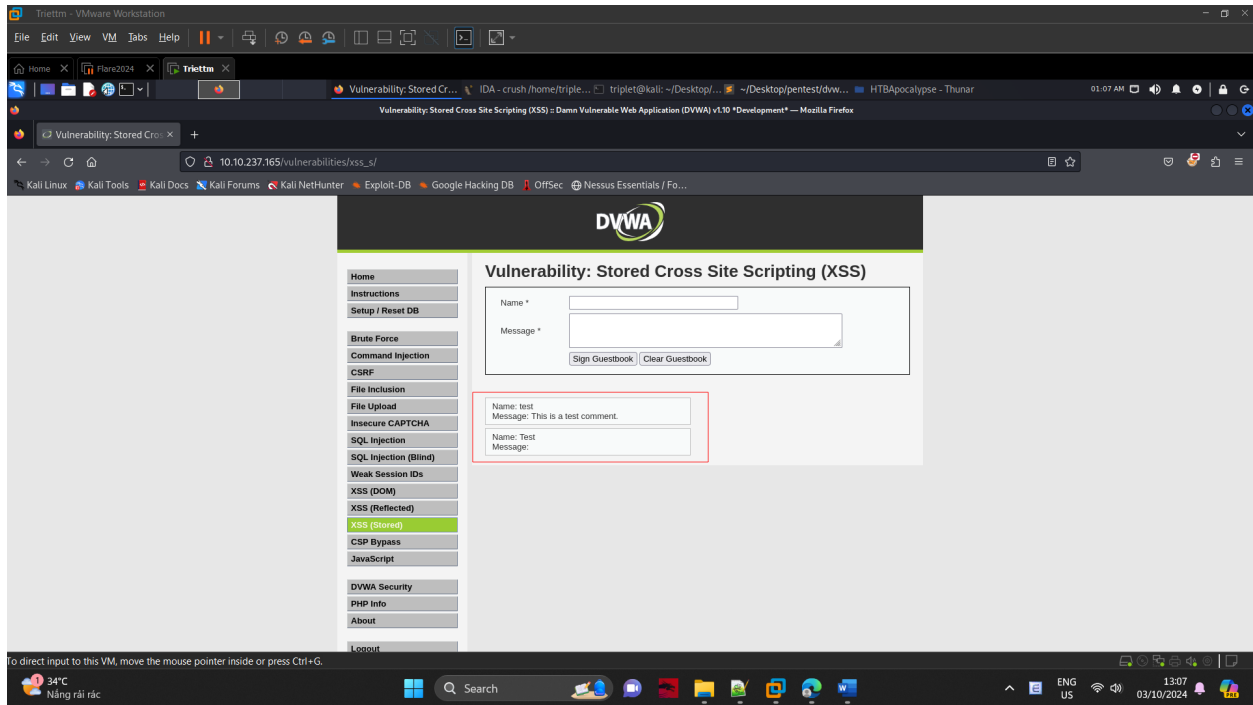 Triettm - VMware Workstation
File Edit View VM Tabs Help
Home Flare2024 Triettm
Vulnerability: Stored Cr... IDA - crush /home/triple... triplet@kali: ~/Desktop/... ~/Desktop/pentest/dvw... HTBApocalypse - Thunar 01:07 AM
Vulnerability: Stored Cross Site Scripting (XSS) :: Damn Vulnerable Web Application (DVWA) v1.10 *Development* — Mozilla Firefox
Vulnerability: Stored Cros
10.10.237.165/vulnerabilities/xss_s/
Kali Linux Kali Tools Kali Docs Kali Forums Kali NetHunter Exploit-DB Google Hacking DB OffSec Nessus Essentials / Fo...
DVWA
Vulnerability: Stored Cross Site Scripting (XSS)
Home
Instructions
Setup / Reset DB
Brute Force
Command Injection
CSRF
File Inclusion
File Upload
Insecure CAPTCHA
SQL Injection
SQL Injection (Blind)
Weak Session IDs
XSS (DOM)
XSS (Reflected)
XSS (Stored)
CSP Bypass
JavaScript
DVWA Security
PHP Info
About
Logout
Name *
Message *
Sign Guestbook Clear Guestbook
Name: test
Message: This is a test comment.
Name: Test
Message:
To direct input to this VM, move the mouse pointer inside or press Ctrl+G.
1
34°C
Nắng rải rác
Search
ENG
US
13:07
03/10/2024